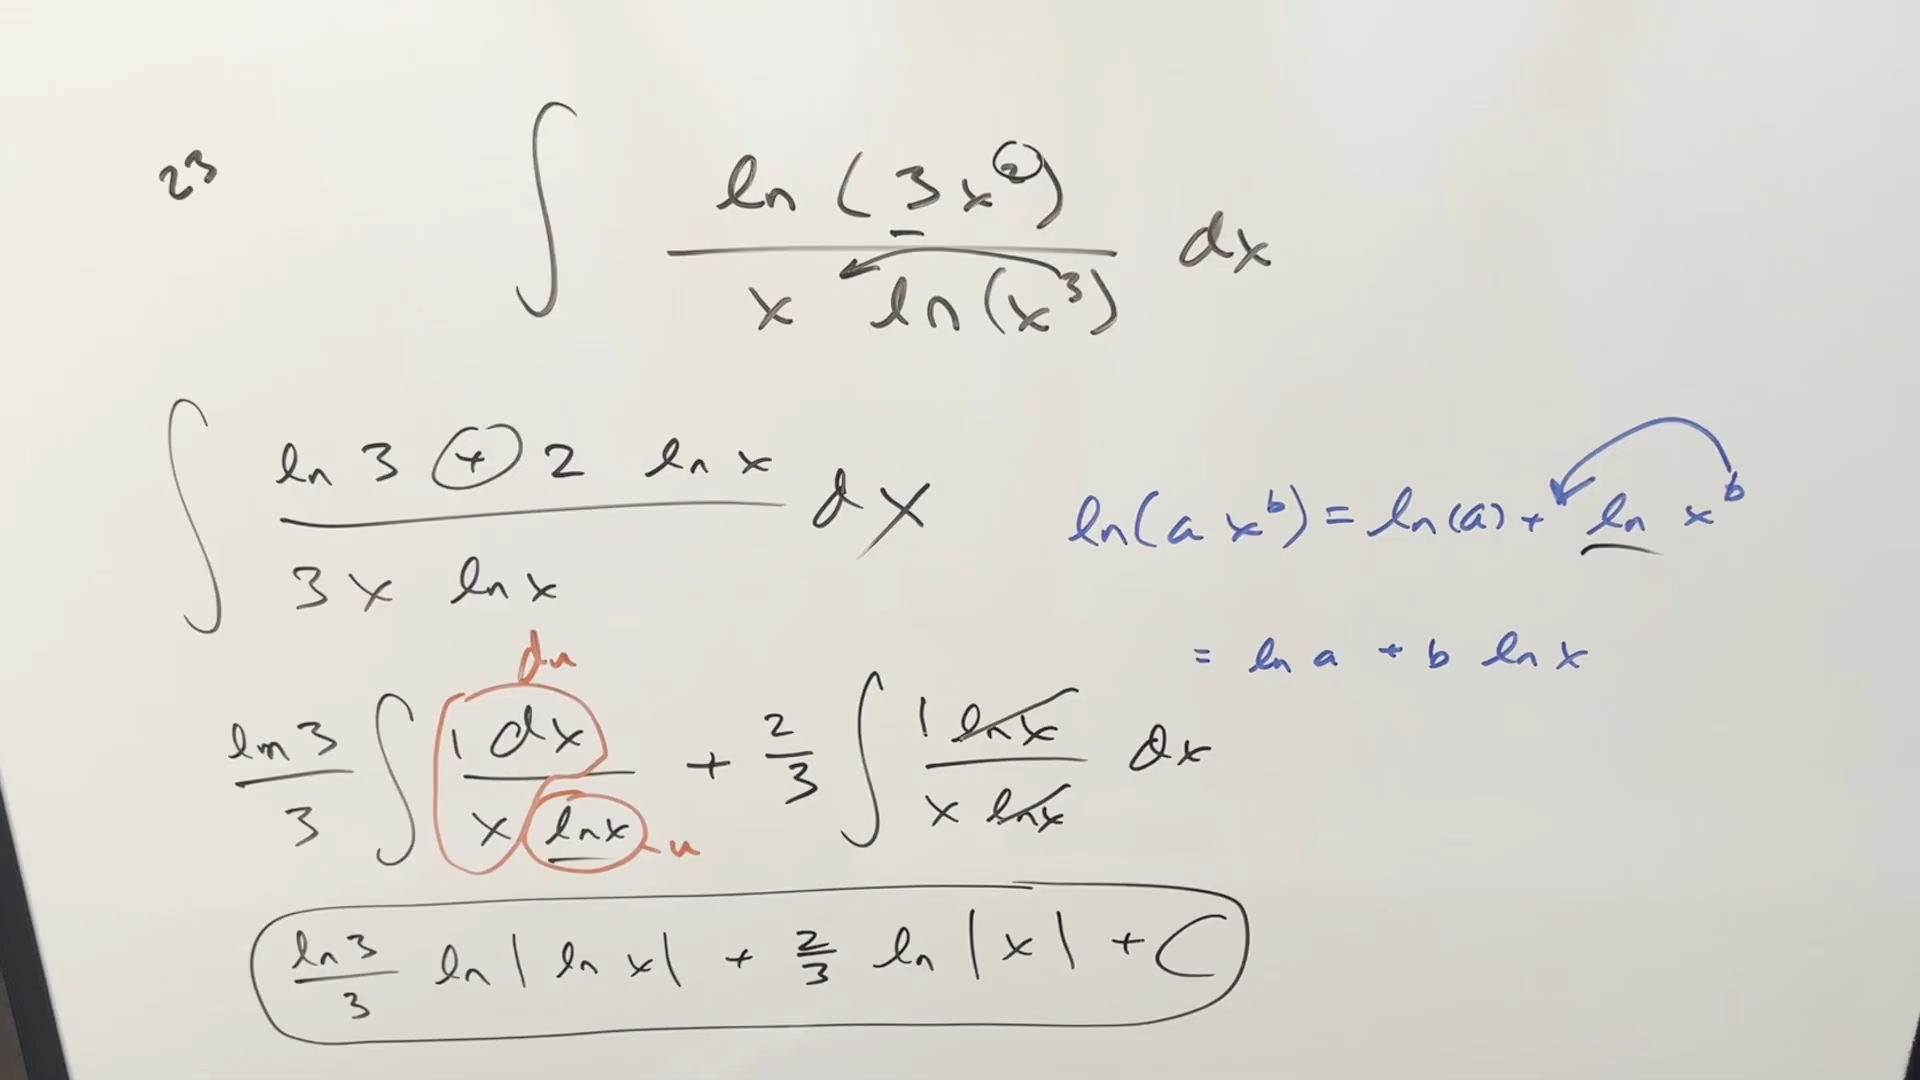 23
∫ ln(3x²) / (x ln(x³)) dx
∫ (ln 3 + 2 ln x) / (3x ln x) dx
ln(a x^b) = ln(a) + ln x^b
= ln a + b ln x
du
ln 3 / 3 ∫ 1 dx / (x ln x) + 2/3 ∫ 1 ln x / (x ln x) dx
u
ln 3 / 3 ln|ln x| + 2/3 ln|x| + C